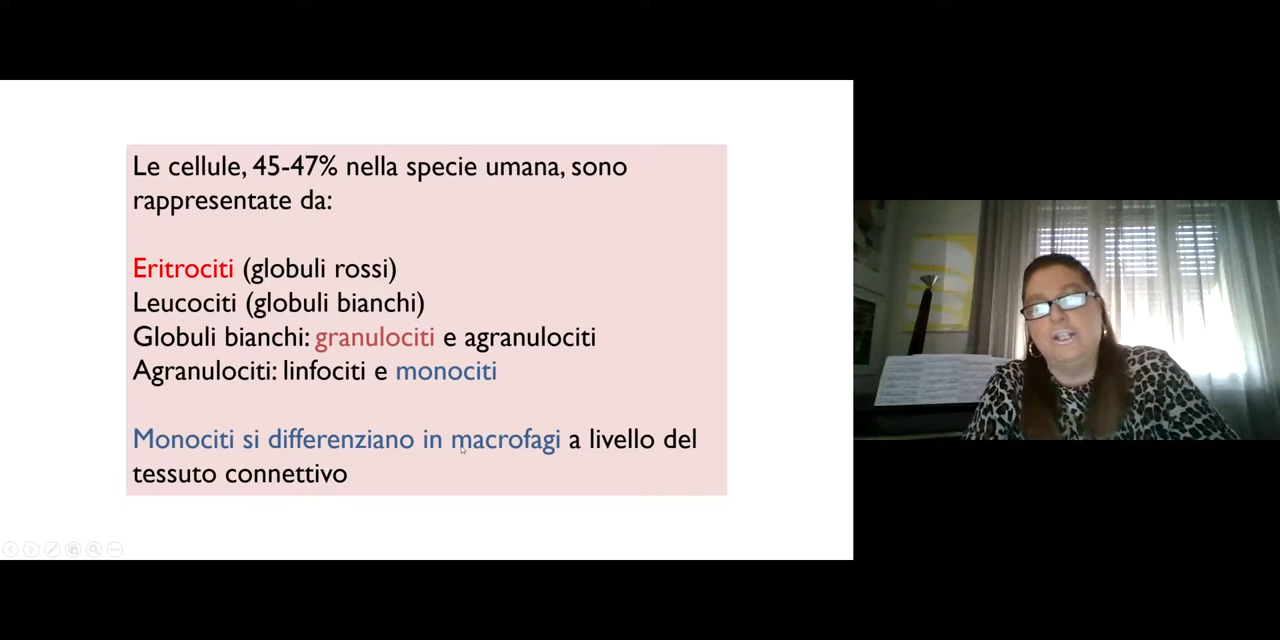 Le cellule, 45-47% nella specie umana, sono
rappresentate da:
Eritrociti (globuli rossi)
Leucociti (globuli bianchi)
Globuli bianchi: granulociti e agranulociti
Agranulociti: linfociti e monociti
Monociti si differenziano in macrofagi a livello del
tessuto connettivo